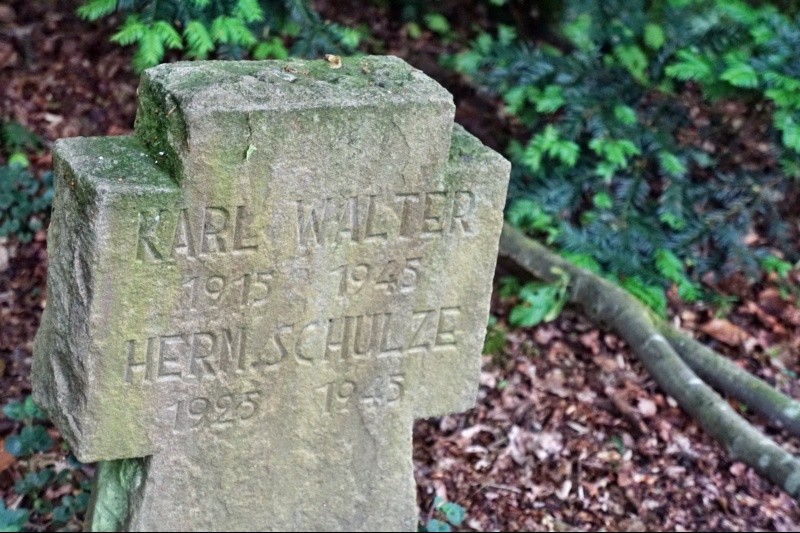 KARL WALTER
1915 1945
HERM. SCHULZE
1925 1945